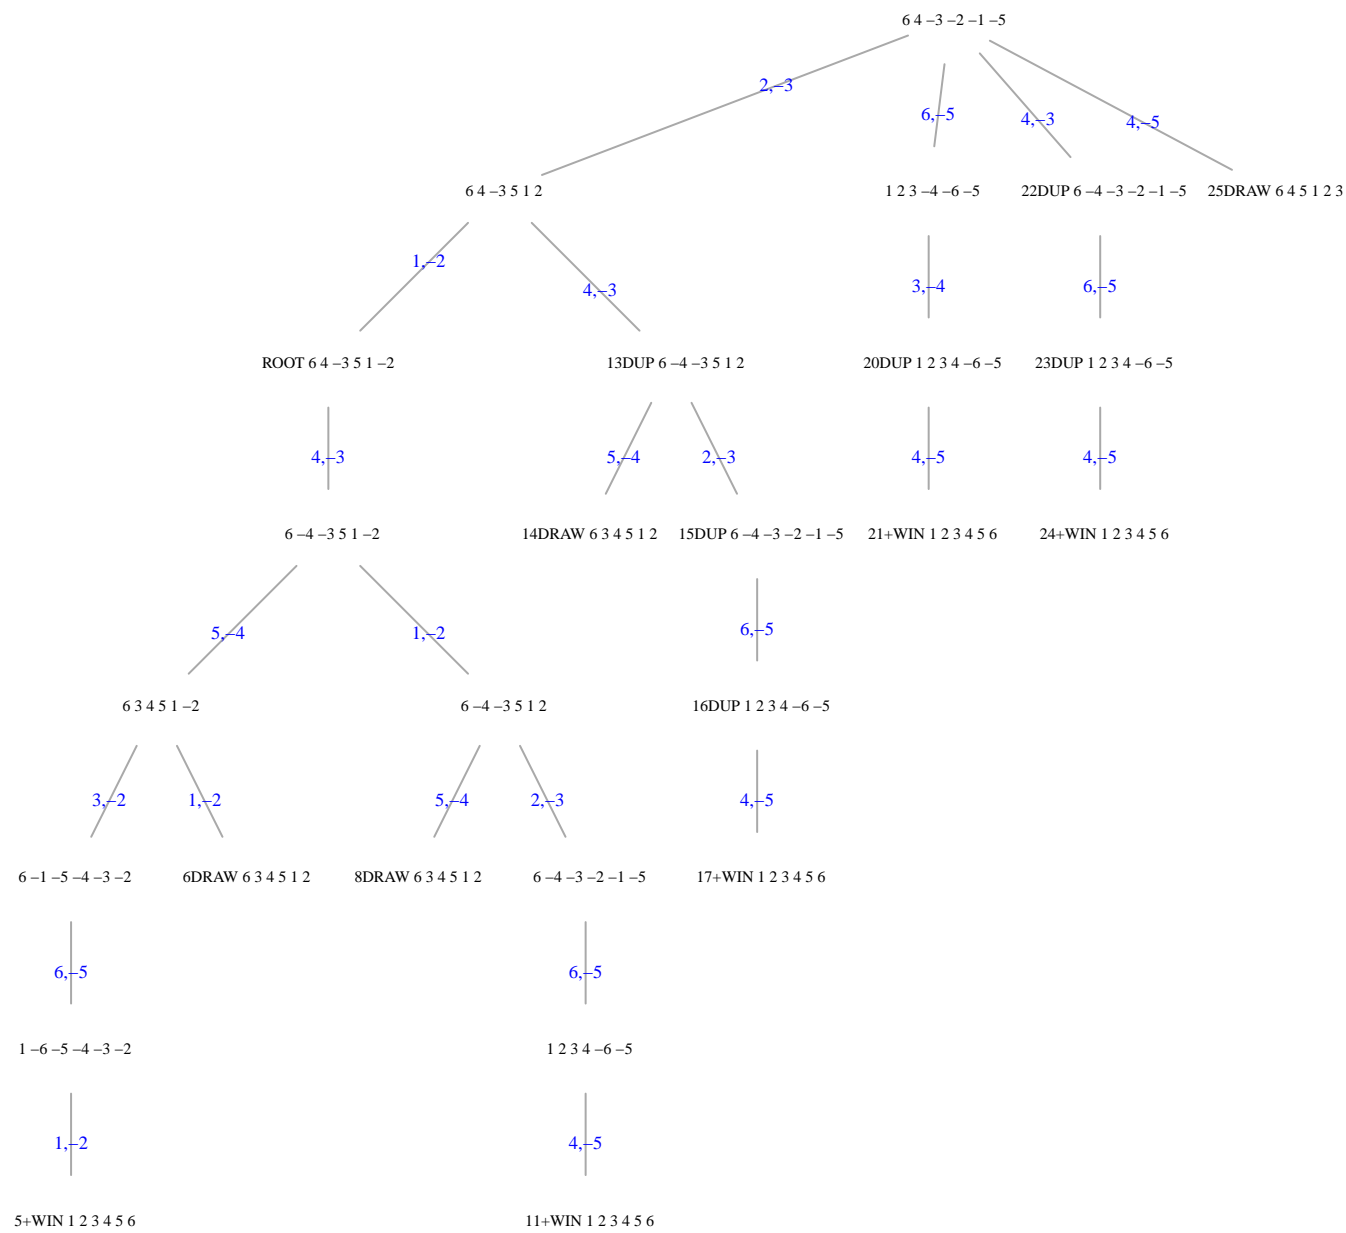 6 4 –3 –2 –1 –5
2,–3
6,–5
4,–3
4,–5
6 4 –3 5 1 2
1 2 3 –4 –6 –5
22DUP 6 –4 –3 –2 –1 –5
25DRAW 6 4 5 1 2 3
1,–2
4,–3
3,–4
6,–5
ROOT 6 4 –3 5 1 –2
13DUP 6 –4 –3 5 1 2
20DUP 1 2 3 4 –6 –5
23DUP 1 2 3 4 –6 –5
4,–3
5,–4
2,–3
4,–5
4,–5
6 –4 –3 5 1 –2
14DRAW 6 3 4 5 1 2
15DUP 6 –4 –3 –2 –1 –5
21+WIN 1 2 3 4 5 6
24+WIN 1 2 3 4 5 6
5,–4
1,–2
6,–5
6 3 4 5 1 –2
6 –4 –3 5 1 2
16DUP 1 2 3 4 –6 –5
3,–2
1,–2
5,–4
2,–3
4,–5
6 –1 –5 –4 –3 –2
6DRAW 6 3 4 5 1 2
8DRAW 6 3 4 5 1 2
6 –4 –3 –2 –1 –5
17+WIN 1 2 3 4 5 6
6,–5
6,–5
1 –6 –5 –4 –3 –2
1 2 3 4 –6 –5
1,–2
4,–5
5+WIN 1 2 3 4 5 6
11+WIN 1 2 3 4 5 6